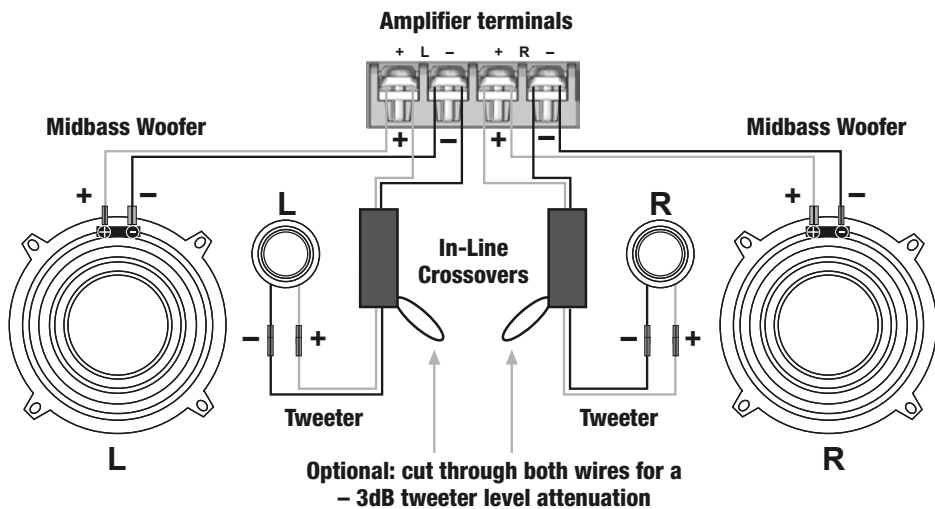 Amplifier terminals
+ L – + R –
Midbass Woofer
Midbass Woofer
+ – + –
+ –
+ –
L
R
⊕ ⊖
⊕ ⊖
In-Line
Crossovers
– +
– +
Tweeter
Tweeter
L
R
Optional: cut through both wires for a
– 3dB tweeter level attenuation